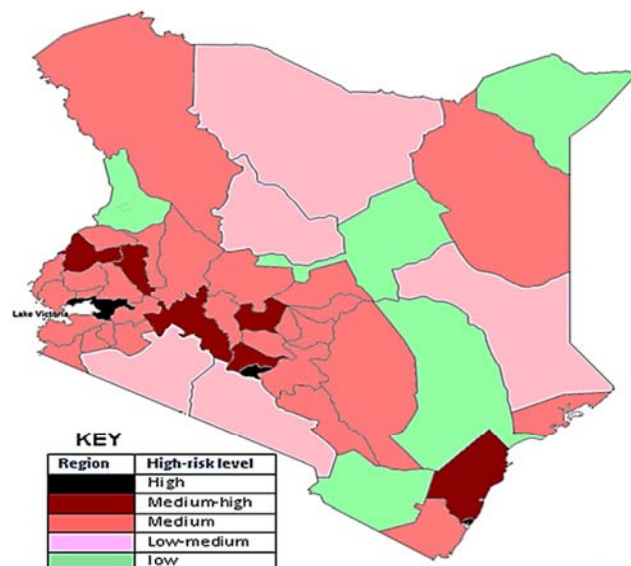 Lake Victoria
KEY
Region High-risk level
High
Medium-high
Medium
Low-medium
low